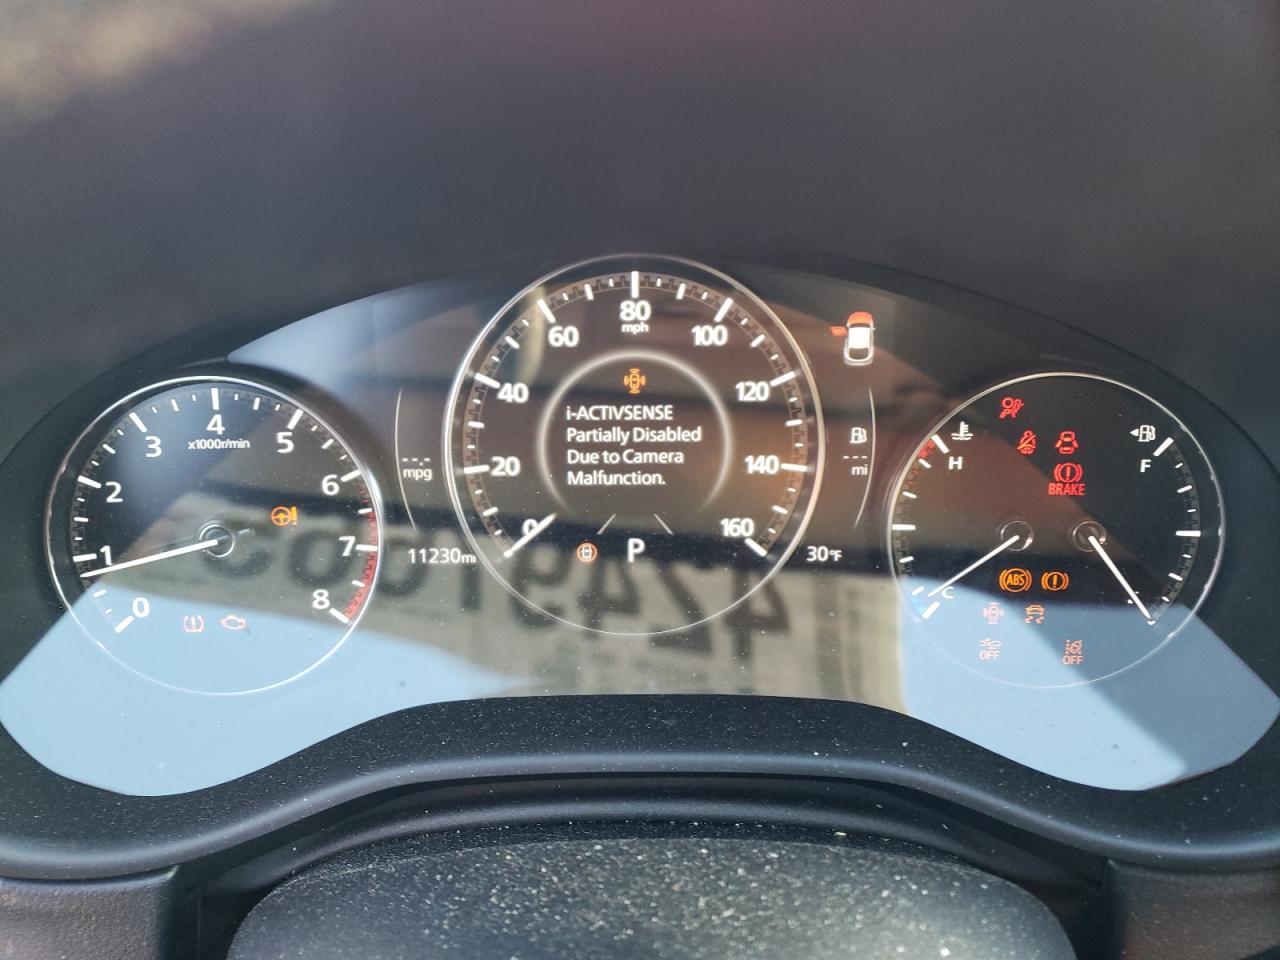 80
mph
60
100
40
120
20
140
0
160
i-ACTIVSENSE
Partially Disabled
Due to Camera
Malfunction.
P
4
x1000r/min
3
5
2
6
1
7
0
8
---
mpg
11230mi
---
mi
30°F
H
F
C
BRAKE
ABS
OFF
OFF